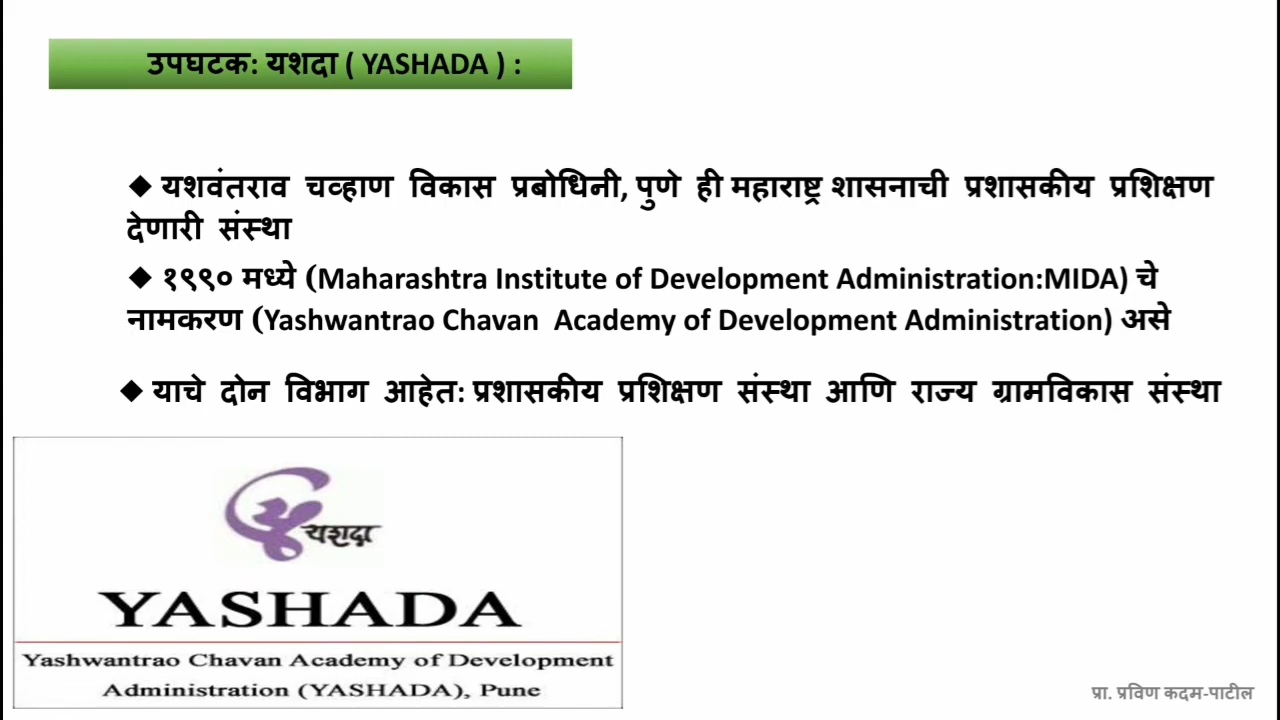 उपघटक: यशदा ( YASHADA ) :
◆ यशवंतराव चव्हाण विकास प्रबोधिनी, पुणे ही महाराष्ट्र शासनाची प्रशासकीय प्रशिक्षण
देणारी संस्था
◆ १९९० मध्ये (Maharashtra Institute of Development Administration:MIDA) चे
नामकरण (Yashwantrao Chavan Academy of Development Administration) असे
◆ याचे दोन विभाग आहेत: प्रशासकीय प्रशिक्षण संस्था आणि राज्य ग्रामविकास संस्था
यशदा
YASHADA
Yashwantrao Chavan Academy of Development
Administration (YASHADA), Pune
प्रा. प्रविण कदम-पाटील